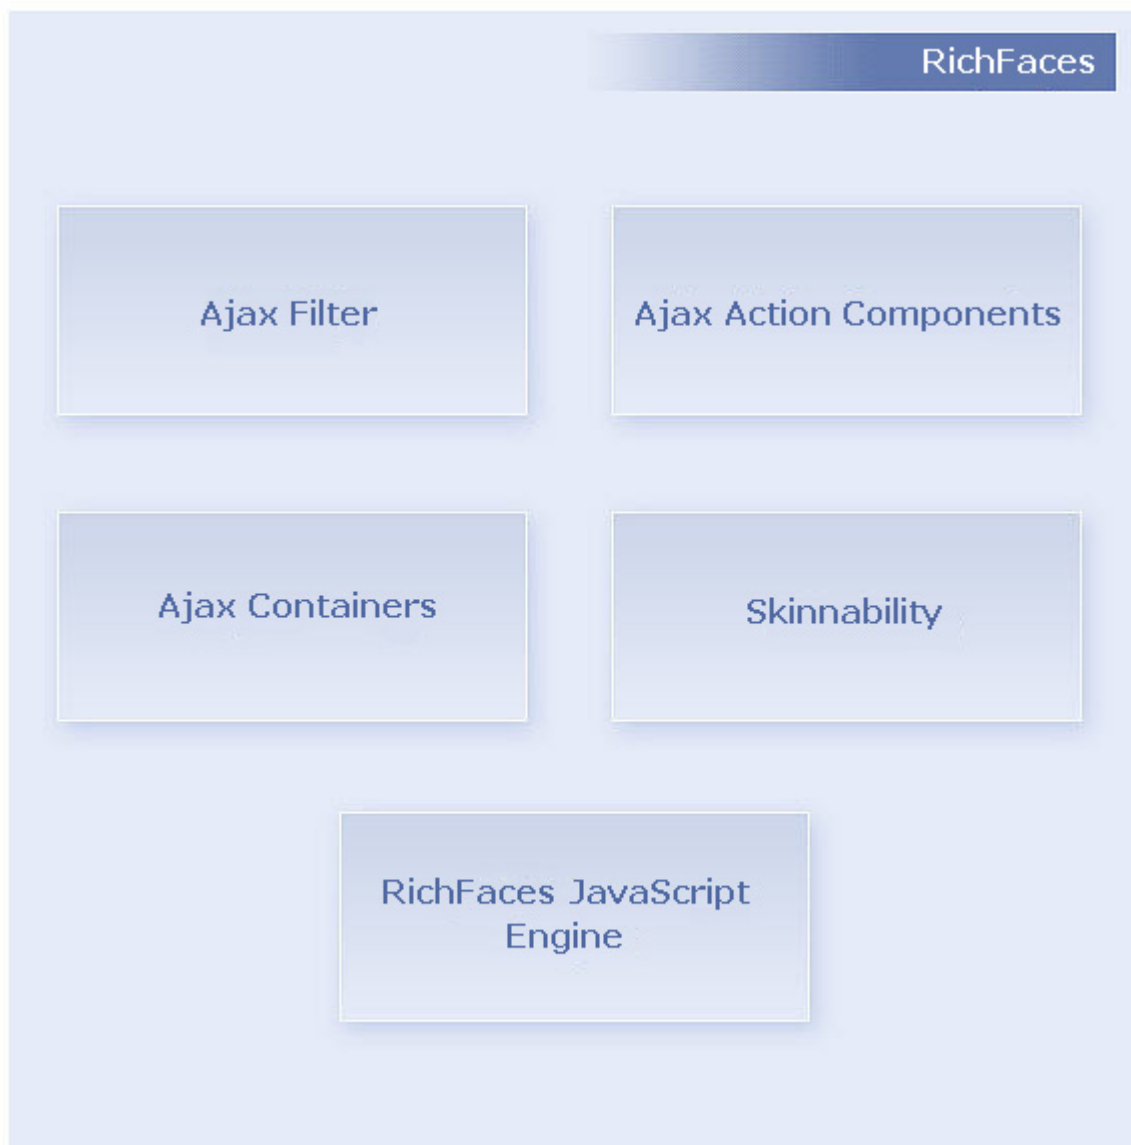 RichFaces
Ajax Filter
Ajax Action Components
Ajax Containers
Skinnability
RichFaces JavaScript
Engine